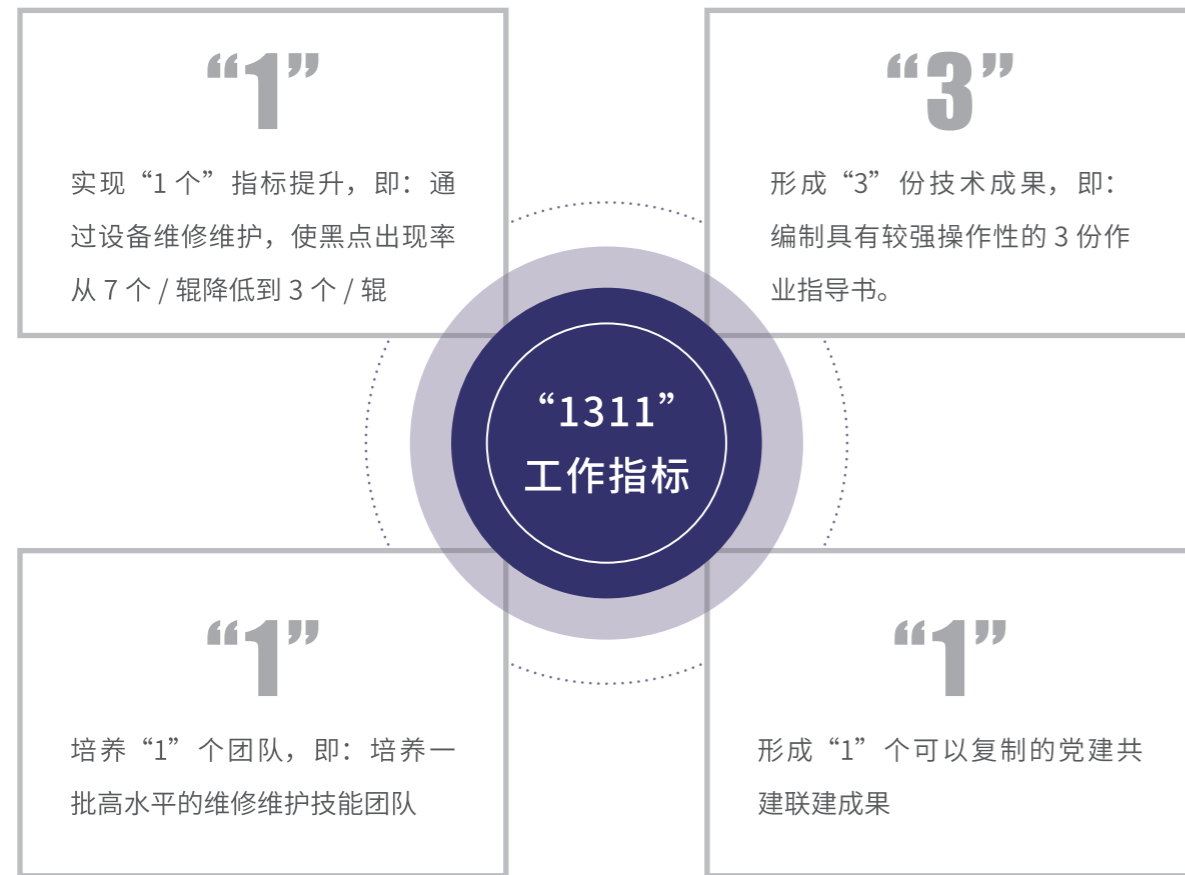 “1”
实现“1 个”指标提升，即：通
过设备维修维护，使黑点出现率
从 7 个 / 辊降低到 3 个 / 辊
“3”
形成“3”份技术成果，即：
编制具有较强操作性的 3 份作
业指导书。
“1311”
工作指标
“1”
培养“1”个团队，即：培养一
批高水平的维修维护技能团队
“1”
形成“1”个可以复制的党建共
建联建成果